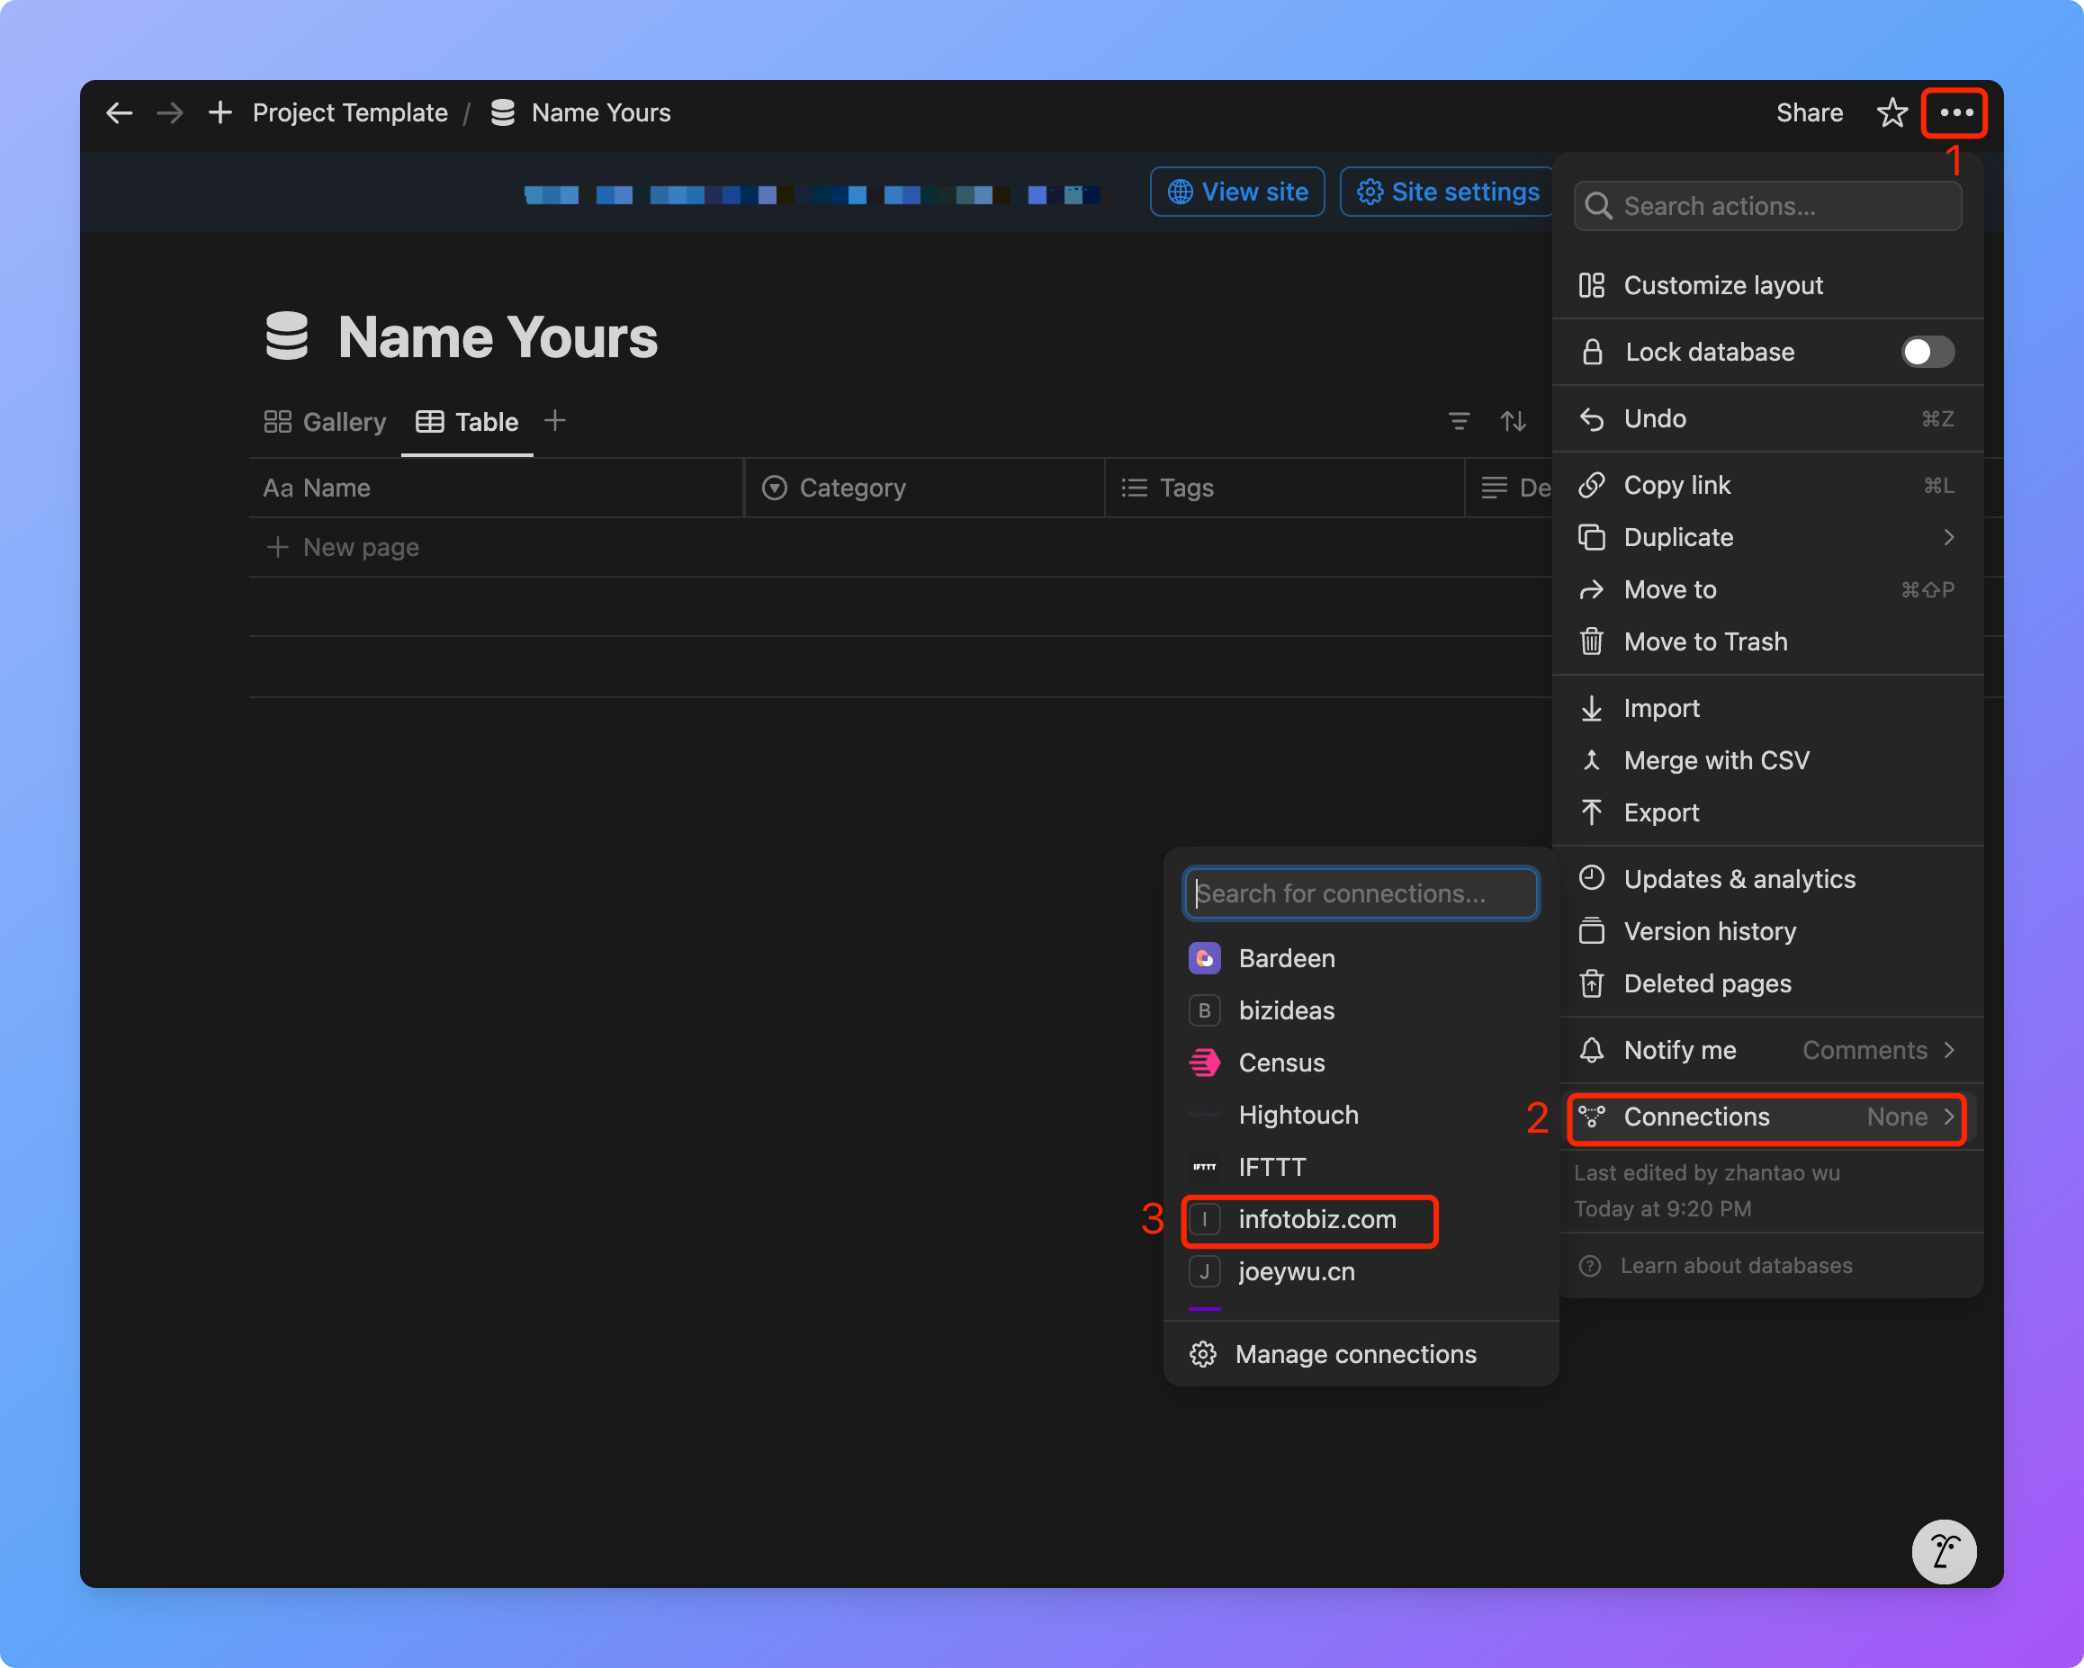 Project Template / Name Yours
Share
1
View site
Site settings
Search actions...
Customize layout
Lock database
Undo ⌘Z
Copy link ⌘L
Duplicate
Move to ⌘⇧P
Move to Trash
Import
Merge with CSV
Export
Updates & analytics
Version history
Deleted pages
Notify me Comments
2
Connections None
Last edited by zhantao wu
Today at 9:20 PM
Learn about databases
Name Yours
Gallery
Table
Aa Name
Category
Tags
De
New page
Search for connections...
Bardeen
B bizideas
Census
Hightouch
IFTTT IFTTT
3
I infotobiz.com
J joeywu.cn
Manage connections